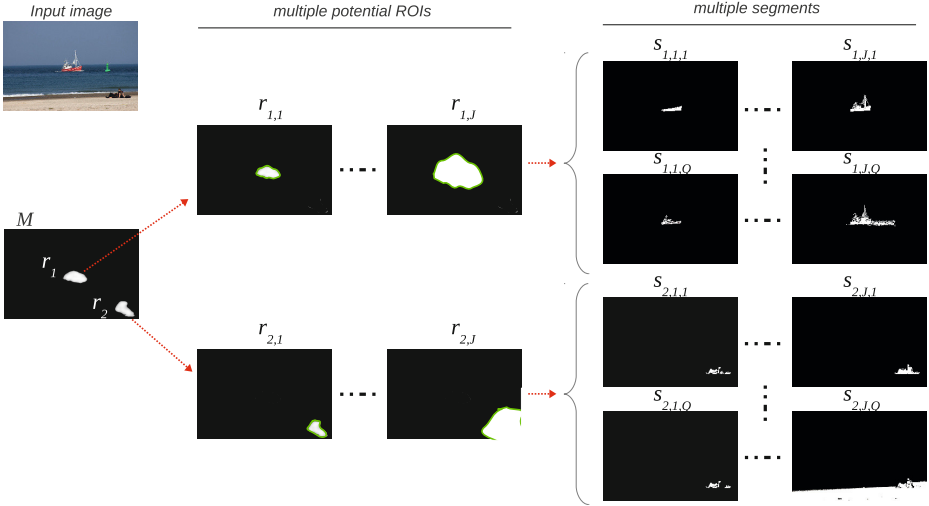 Input image
multiple potential ROIs
multiple segments
r1,1
r1,J
s1,1,1
s1,J,1
s1,1,Q
s1,J,Q
M
r1
r2
r2,1
r2,J
s2,1,1
s2,J,1
s2,1,Q
s2,J,Q